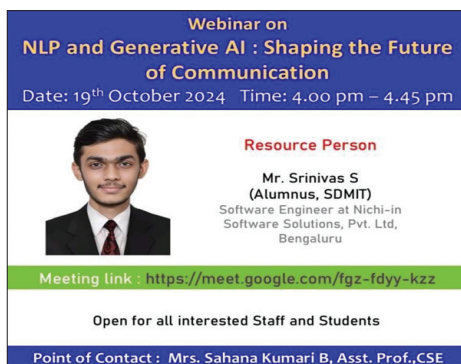 Webinar on
NLP and Generative AI : Shaping the Future
of Communication
Date: 19th October 2024 Time: 4.00 pm – 4.45 pm
Resource Person
Mr. Srinivas S
(Alumnus, SDMIT)
Software Engineer at Nichi-in
Software Solutions, Pvt. Ltd,
Bengaluru
Meeting link : https://meet.google.com/fgz-fdyy-kzz
Open for all interested Staff and Students
Point of Contact : Mrs. Sahana Kumari B, Asst. Prof.,CSE